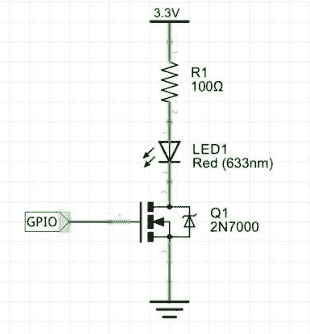 3.3V
R1
100Ω
LED1
Red (633nm)
GPIO
Q1
2N7000